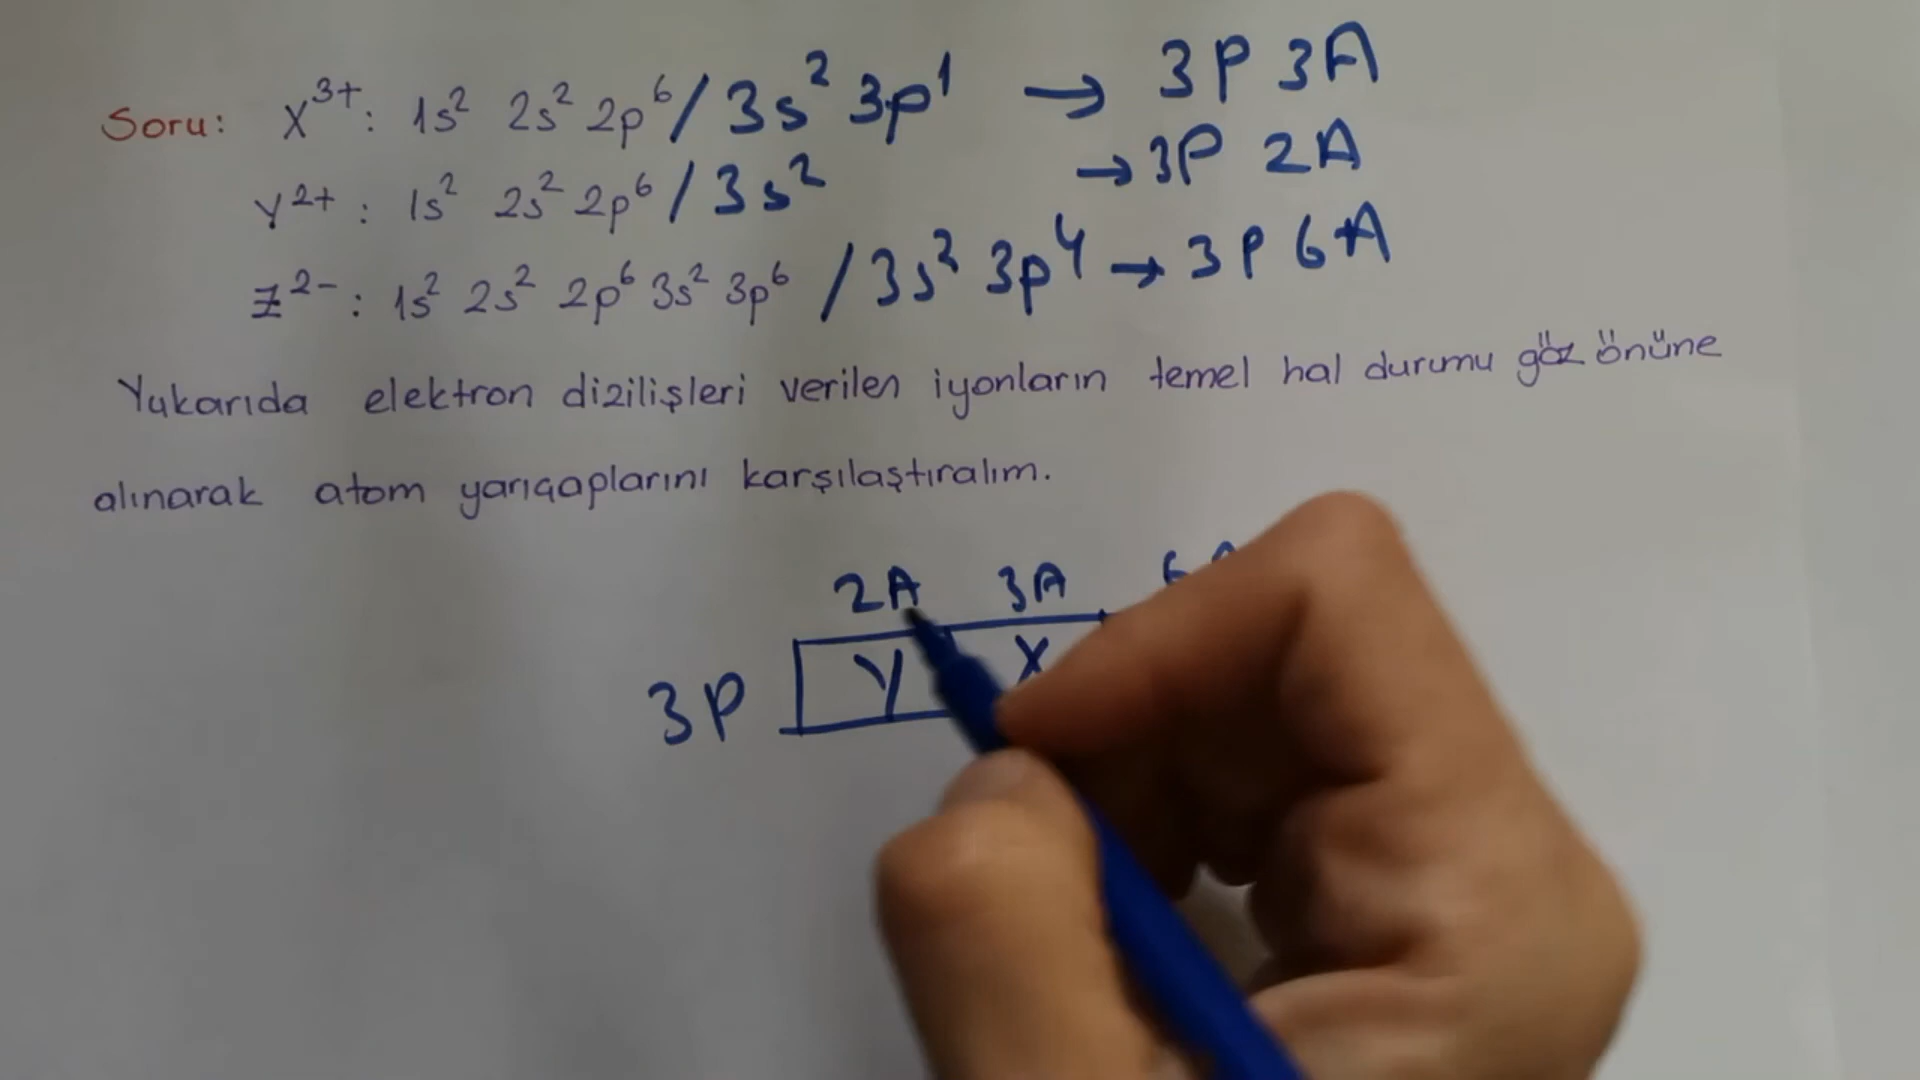 Soru: X³⁺: 1s² 2s² 2p⁶ / 3s² 3p¹ → 3P 3A
Y²⁺: 1s² 2s² 2p⁶ / 3s² → 3P 2A
Z²⁻: 1s² 2s² 2p⁶ 3s² 3p⁶ / 3s² 3p⁴ → 3P 6A
Yukarıda elektron dizilişleri verilen iyonların temel hal durumu göz önüne
alınarak atom yarıçaplarını karşılaştıralım.
2A 3A
3P Y X